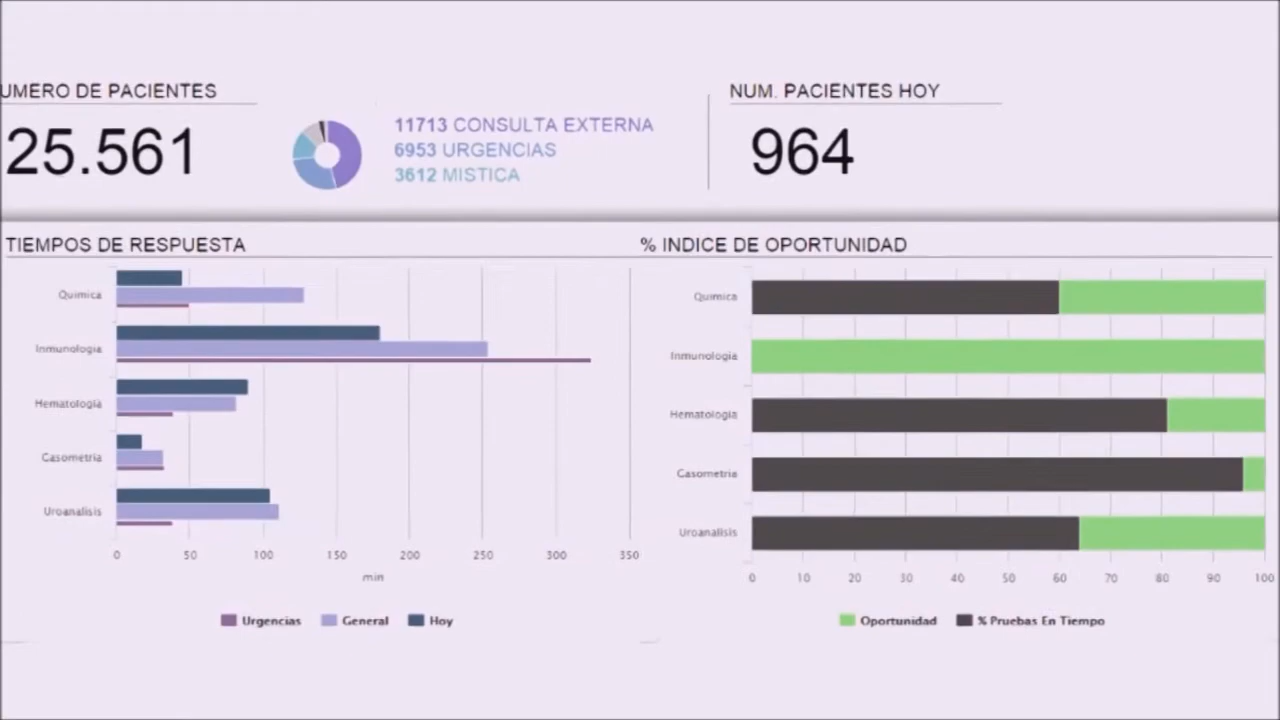 UMERO DE PACIENTES
25.561
11713 CONSULTA EXTERNA
6953 URGENCIAS
3612 MISTICA
NUM. PACIENTES HOY
964
TIEMPOS DE RESPUESTA
Quimica
Inmunologia
Hematologia
Gasometria
Uroanalisis
0 50 100 150 200 250 300 350
min
Urgencias General Hoy
% INDICE DE OPORTUNIDAD
Quimica
Inmunologia
Hematologia
Gasometria
Uroanalisis
0 10 20 30 40 50 60 70 80 90 100
Oportunidad % Pruebas En Tiempo